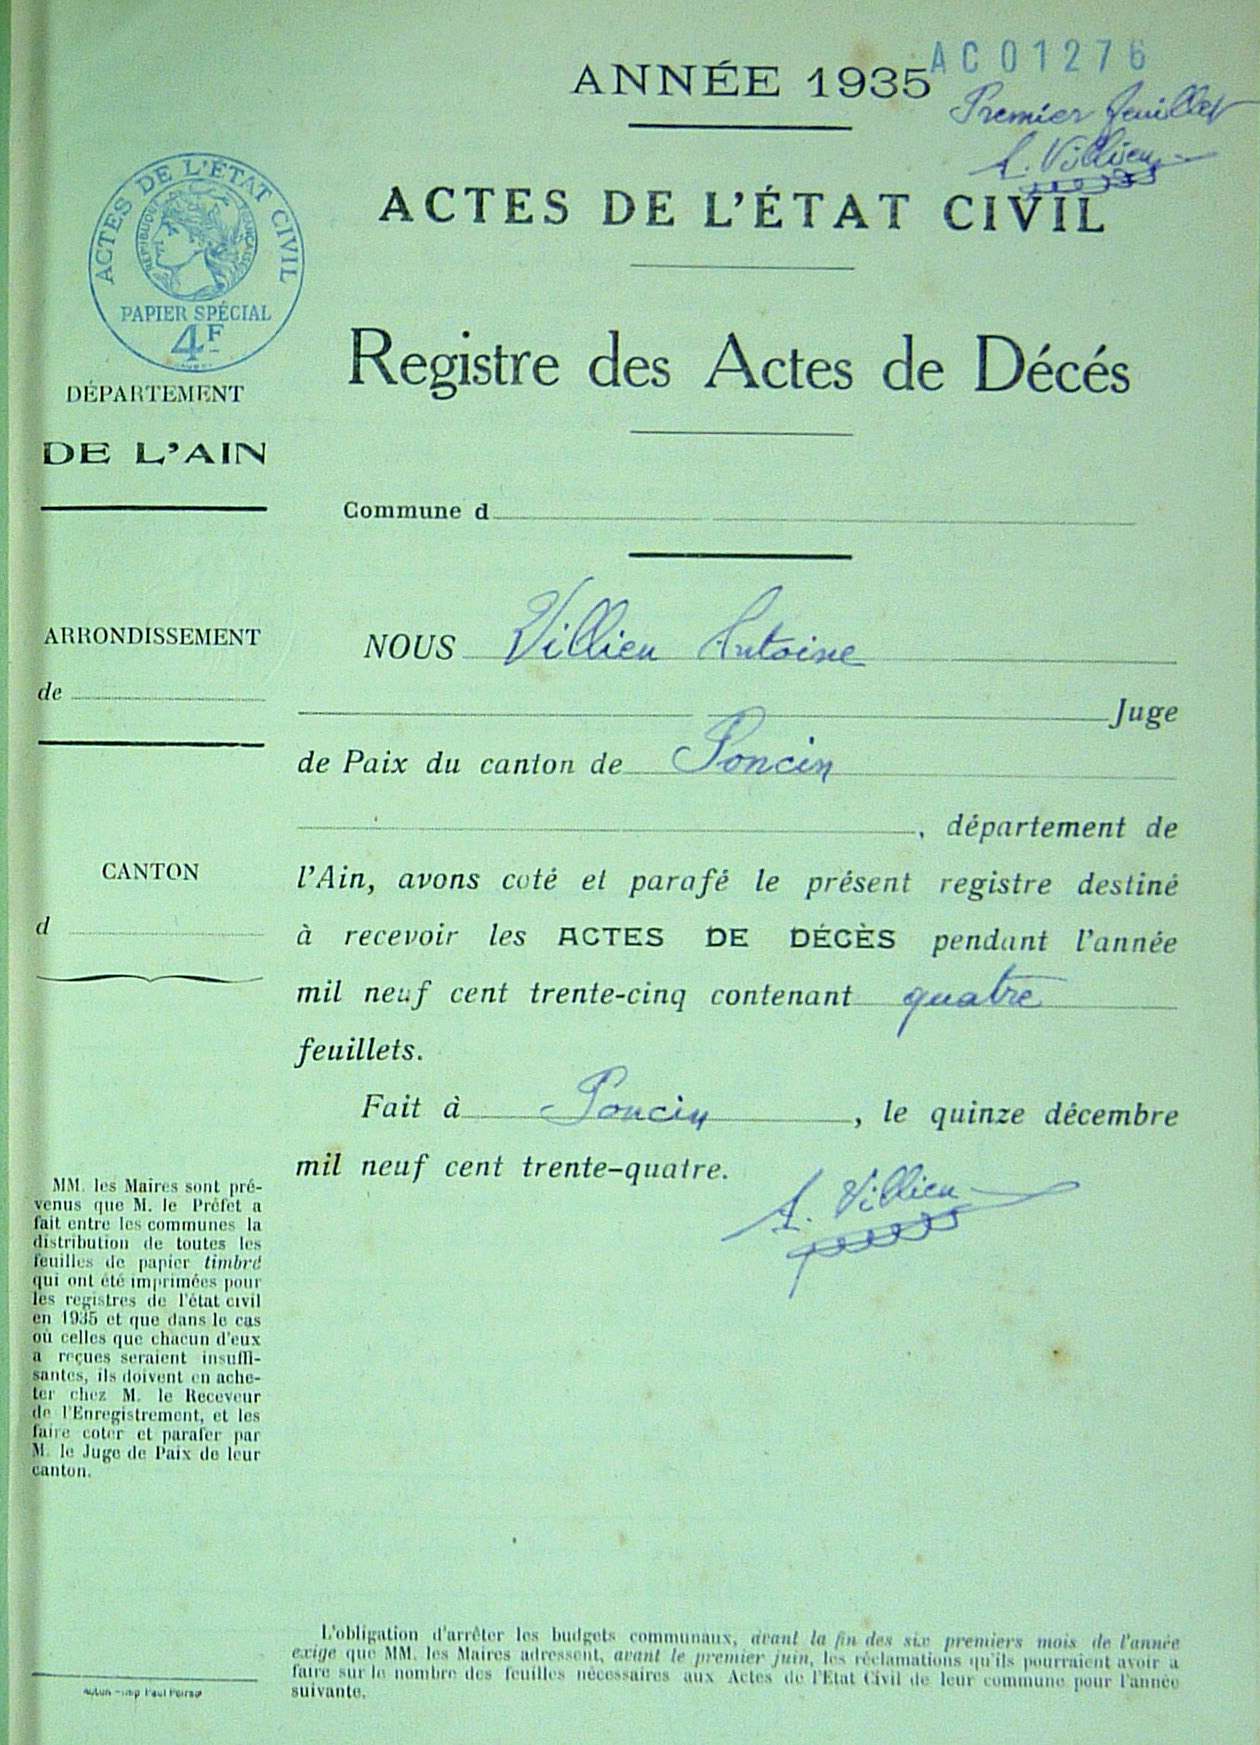 AC01276
ANNÉE 1935
Premier feuillet
A. Villieu
ACTES DE L'ÉTAT CIVIL
ACTES DE L'ÉTAT CIVIL
RÉPUBLIQUE FRANÇAISE
PAPIER SPÉCIAL
4F
Registre des Actes de Décés
DÉPARTEMENT
DE L'AIN
Commune d
ARRONDISSEMENT
de
CANTON
d
NOUS Villieu Antoine
Juge
de Paix du canton de Poncin
, département de
l'Ain, avons coté et parafé le présent registre destiné
à recevoir les ACTES DE DÉCÈS pendant l'année
mil neuf cent trente-cinq contenant quatre
feuillets.
Fait à Poncin, le quinze décembre
mil neuf cent trente-quatre.
A. Villieu
MM. les Maires sont pré-
venus que M. le Préfet a
fait entre les communes la
distribution de toutes les
feuilles de papier timbré
qui ont été imprimées pour
les registres de l'état civil
en 1935 et que dans le cas
où celles que chacun d'eux
a reçues seraient insuffi-
santes, ils doivent en ache-
ter chez M. le Receveur
de l'Enregistrement, et les
faire coter et parafer par
M. le Juge de Paix de leur
canton.
L'obligation d'arrêter les budgets communaux, avant la fin des six premiers mois de l'année
exige que MM. les Maires adressent, avant le premier juin, les réclamations qu'ils pourraient avoir a
faire sur le nombre des feuilles nécessaires aux Actes de l'Etat Civil de leur commune pour l'année
suivante.
Autun - Imp Paul